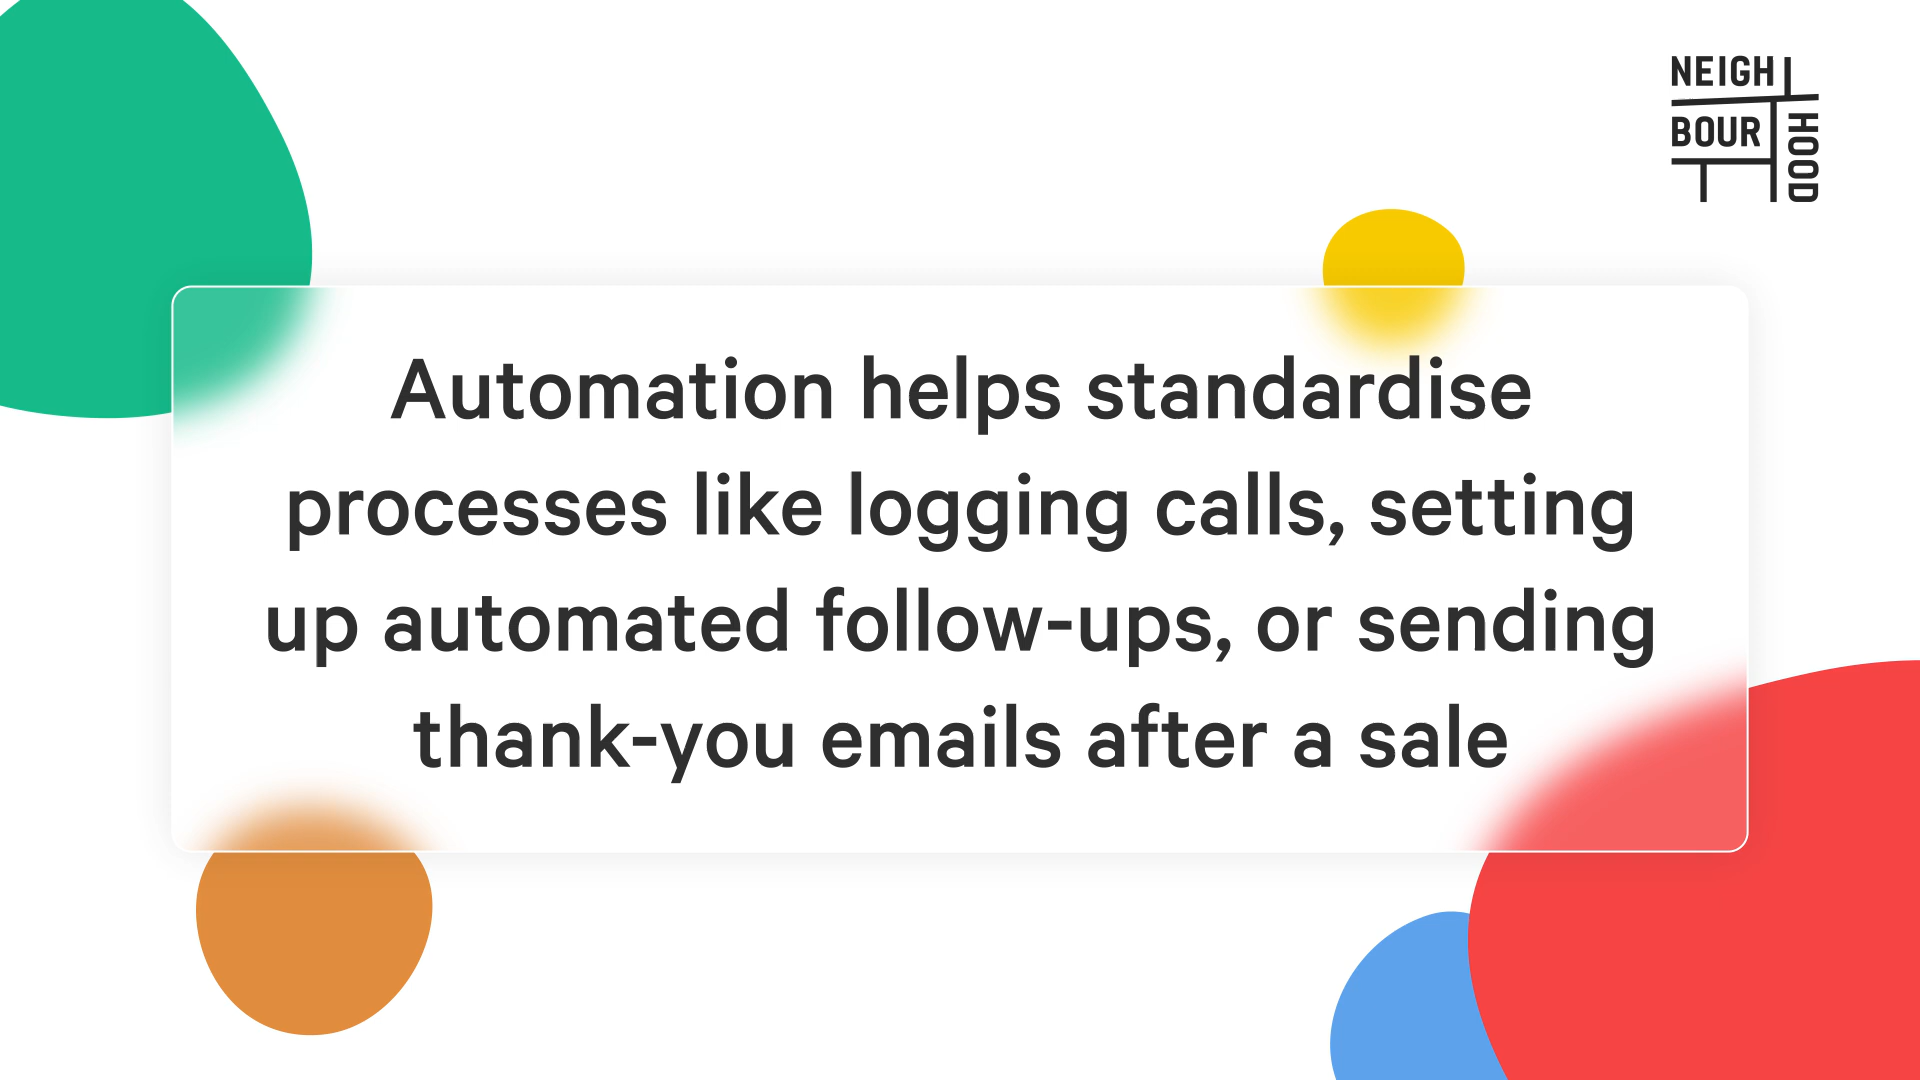 NEIGH
BOUR
HOOD
Automation helps standardise
processes like logging calls, setting
up automated follow-ups, or sending
thank-you emails after a sale